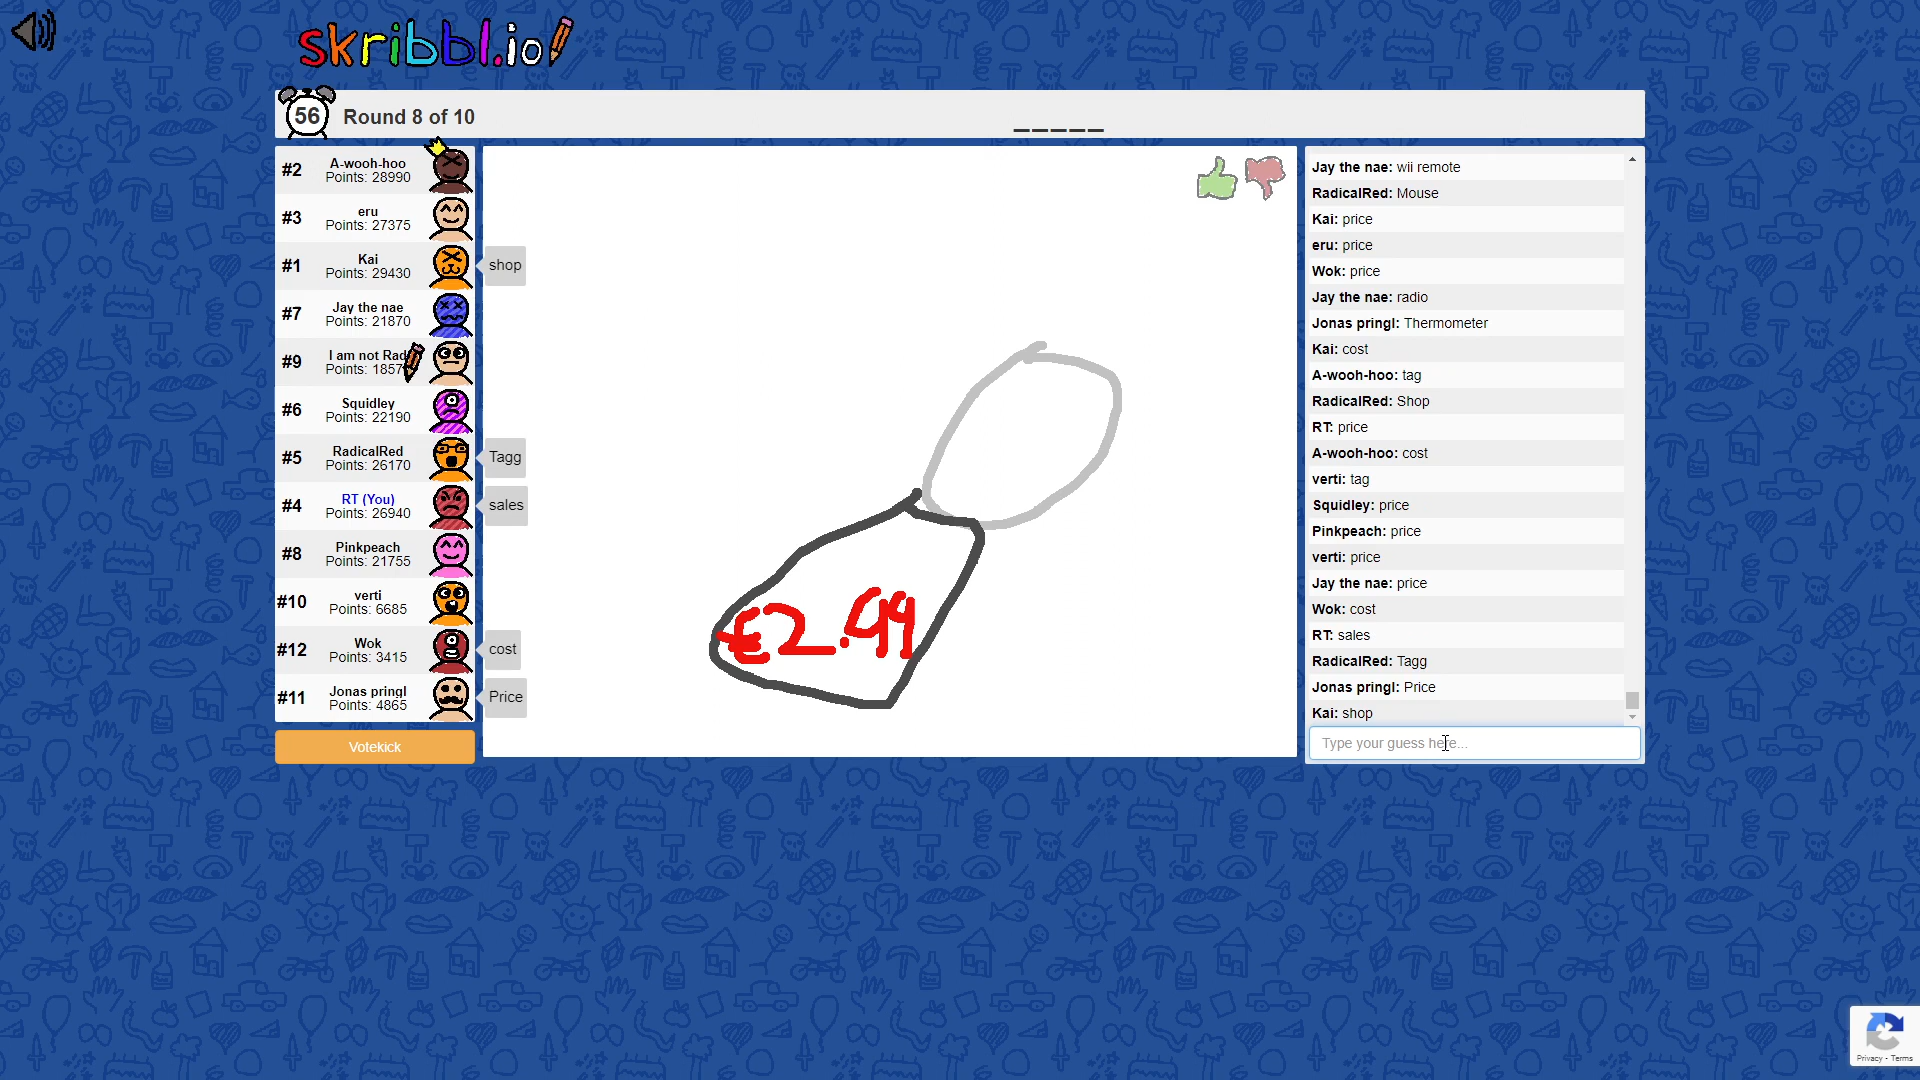 skribbl.io
56
Round 8 of 10
_____
#2
A-wooh-hoo
Points: 28990
#3
eru
Points: 27375
#1
Kai
Points: 29430
shop
#7
Jay the nae
Points: 21870
#9
I am not Rad
Points: 1857
#6
Squidley
Points: 22190
#5
RadicalRed
Points: 26170
Tagg
#4
RT (You)
Points: 26940
sales
#8
Pinkpeach
Points: 21755
#10
verti
Points: 6685
#12
Wok
Points: 3415
cost
#11
Jonas pringl
Points: 4865
Price
Votekick
€2.99
Jay the nae: wii remote
RadicalRed: Mouse
Kai: price
eru: price
Wok: price
Jay the nae: radio
Jonas pringl: Thermometer
Kai: cost
A-wooh-hoo: tag
RadicalRed: Shop
RT: price
A-wooh-hoo: cost
verti: tag
Squidley: price
Pinkpeach: price
verti: price
Jay the nae: price
Wok: cost
RT: sales
RadicalRed: Tagg
Jonas pringl: Price
Kai: shop
Type your guess here...
Privacy - Terms